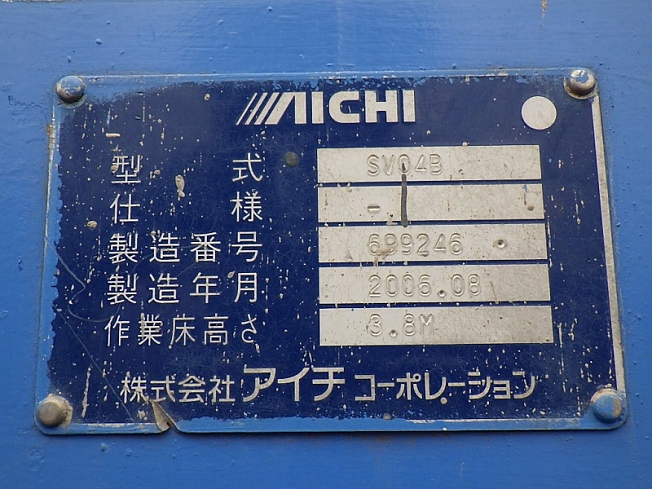 AICHI
型式 SV04B
仕様 -
製造番号 699246
製造年月 2006.08
作業床高さ 3.8M
株式会社 アイチ コーポレーション